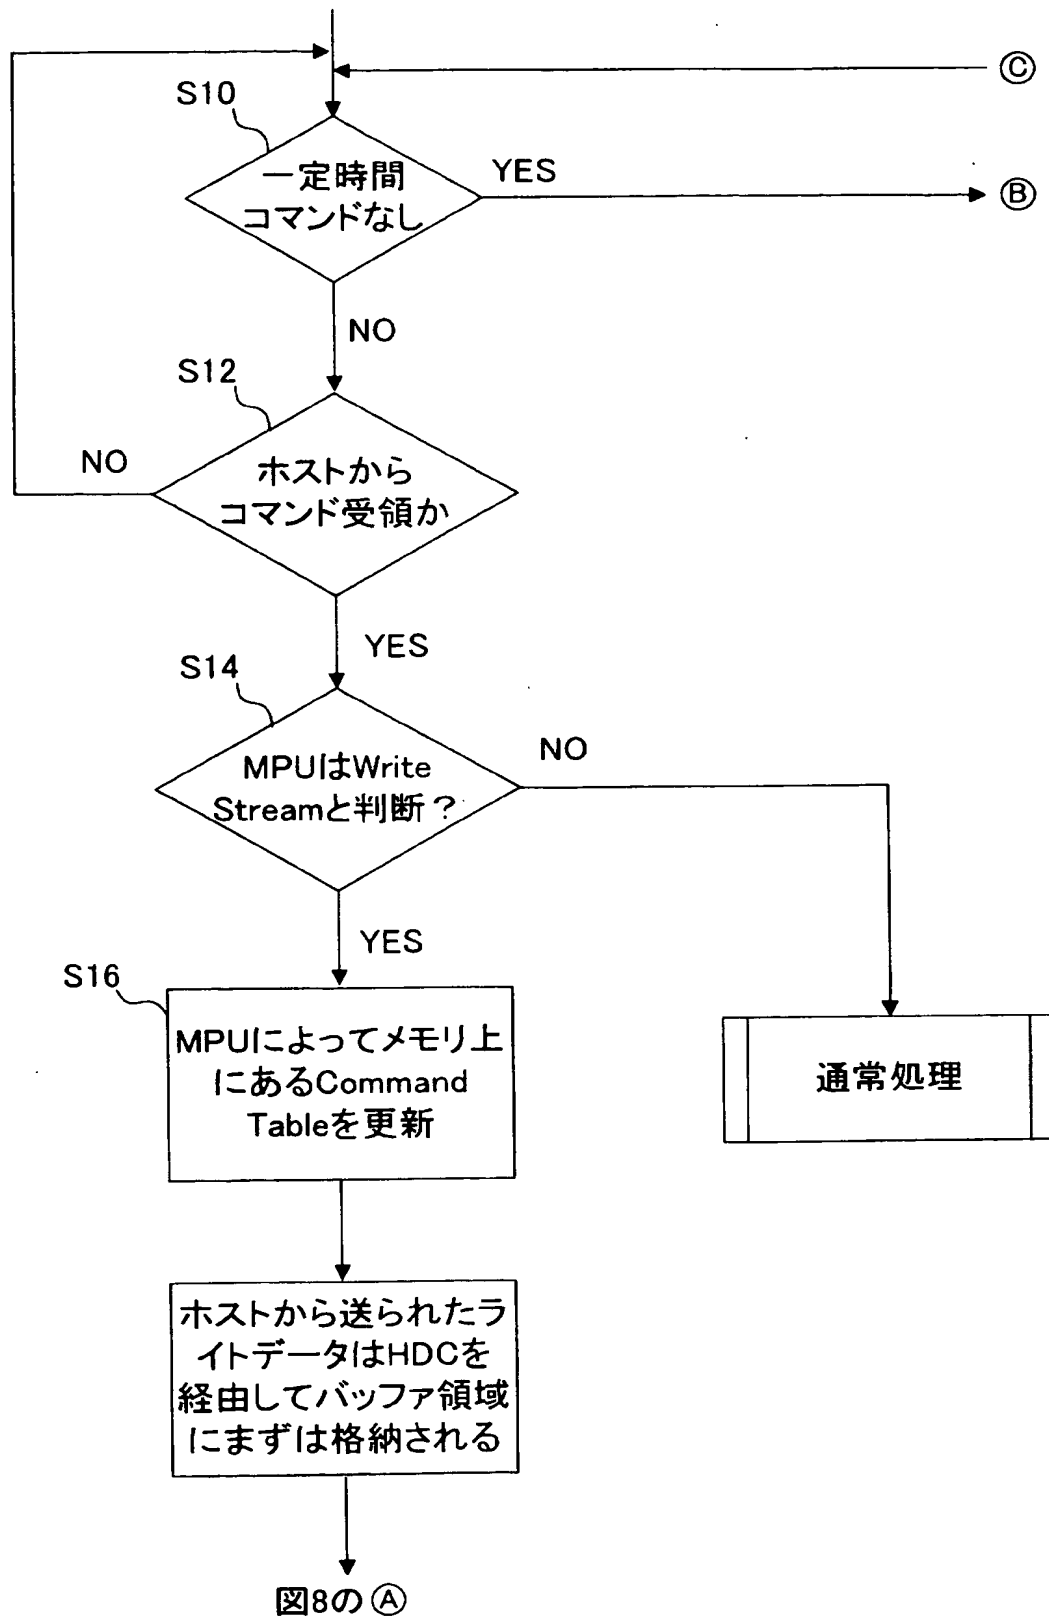 Ⓒ
S10
一定時間
コマンドなし
YES
Ⓑ
NO
S12
ホストから
コマンド受領か
NO
YES
S14
MPUはWrite
Streamと判断？
NO
YES
S16
MPUによってメモリ上
にあるCommand
Tableを更新
通常処理
ホストから送られたラ
イトデータはHDCを
経由してバッファ領域
にまずは格納される
図8のⒶ